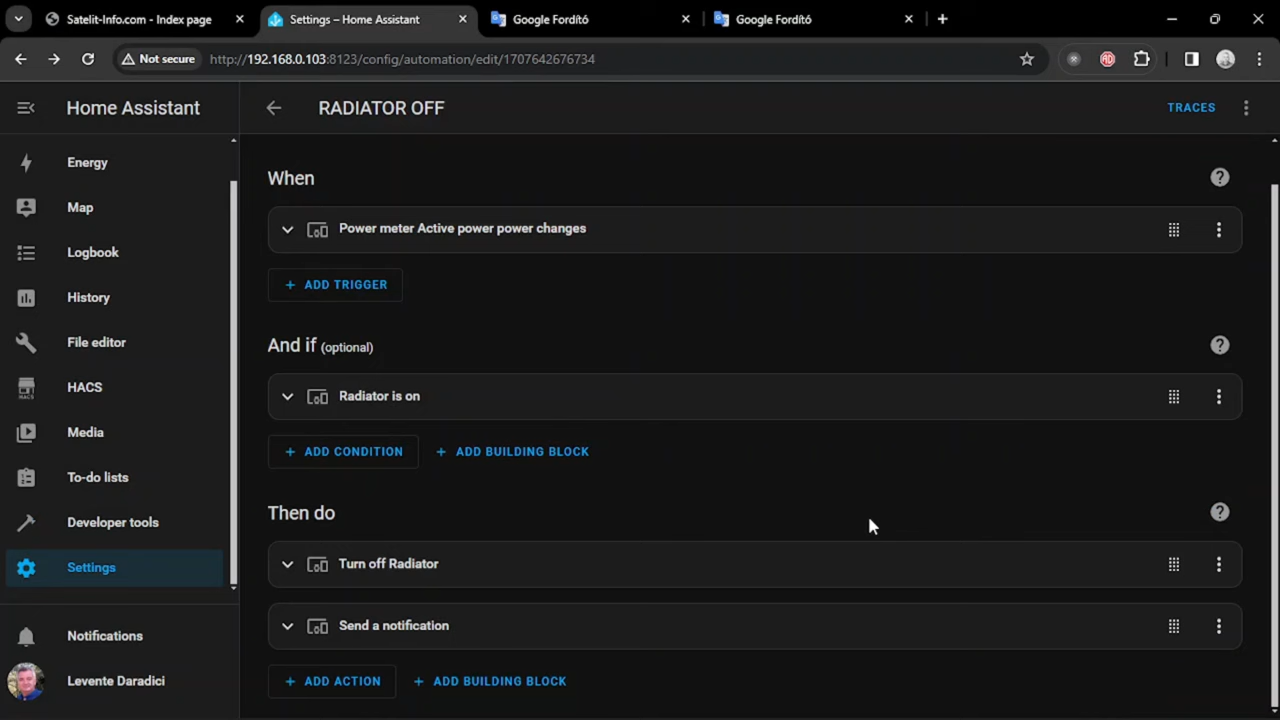 Satelit-Info.com - Index page
Settings – Home Assistant
Google Fordító
Google Fordító
Not secure
http://192.168.0.103:8123/config/automation/edit/1707642676734
Home Assistant
RADIATOR OFF
TRACES
Energy
Map
Logbook
History
File editor
HACS
HACS
Media
To-do lists
Developer tools
Settings
Notifications
Levente Daradici
When
Power meter Active power power changes
+ ADD TRIGGER
And if (optional)
Radiator is on
+ ADD CONDITION
+ ADD BUILDING BLOCK
Then do
Turn off Radiator
Send a notification
+ ADD ACTION
+ ADD BUILDING BLOCK